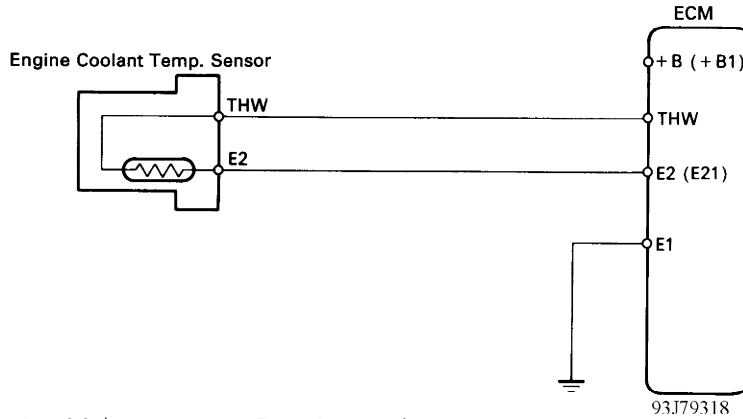 ECM
Engine Coolant Temp. Sensor
+B (+B1)
THW
THW
E2
E2 (E21)
E1
93J79318